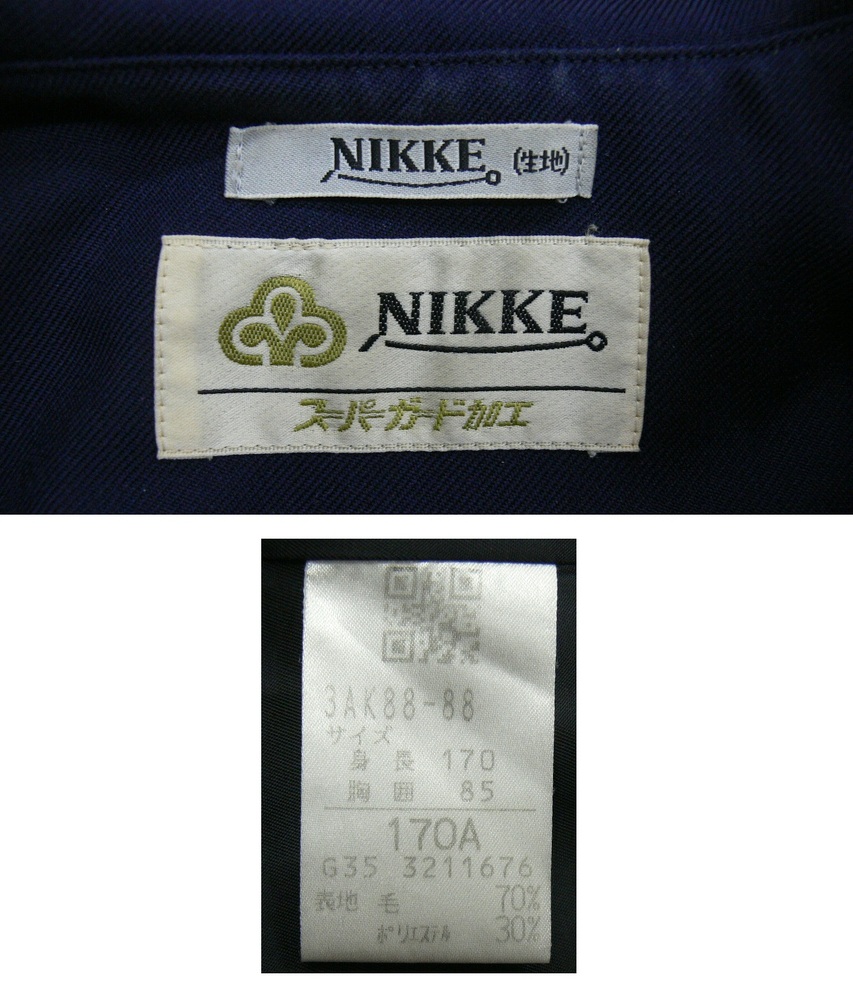 NIKKE (生地)
NIKKE
スーパーガード加工
3AK88-88
サイズ
身長 170
胸囲 85
170A
G35 3211676
表地 毛 70%
ポリエステル 30%